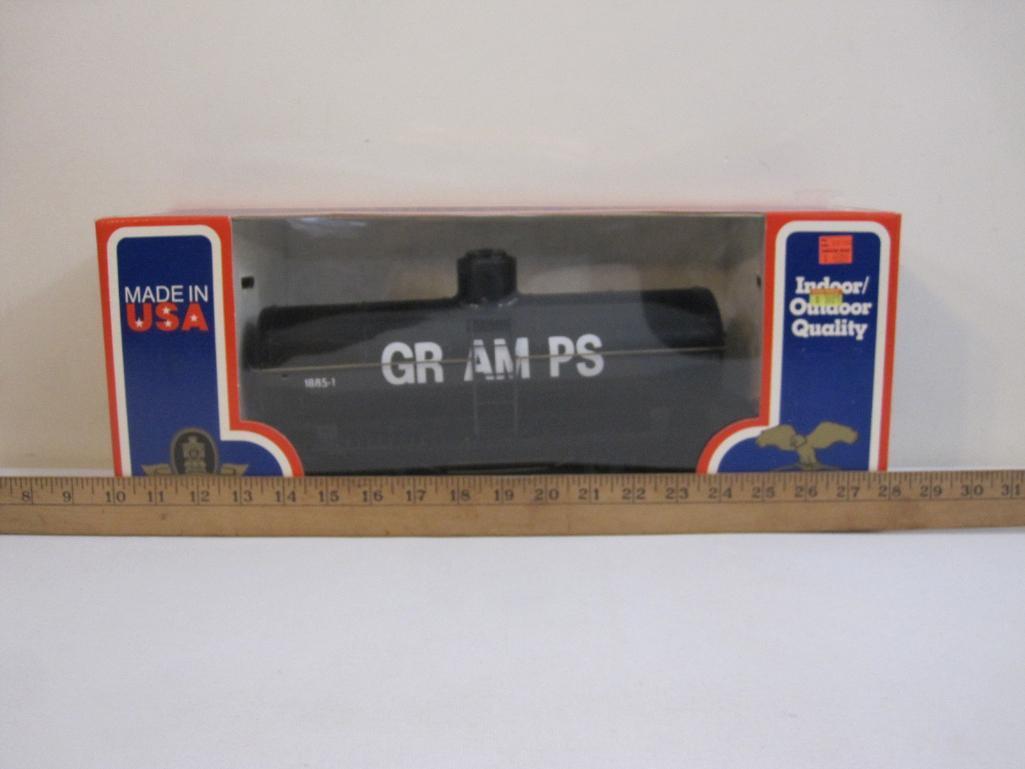 MADE IN
USA
GR AM PS
1885-1
Indoor/
Outdoor
Quality
8 9 10 11 12 13 14 15 16 17 18 19 20 21 22 23 24 25 26 27 28 29 30 31